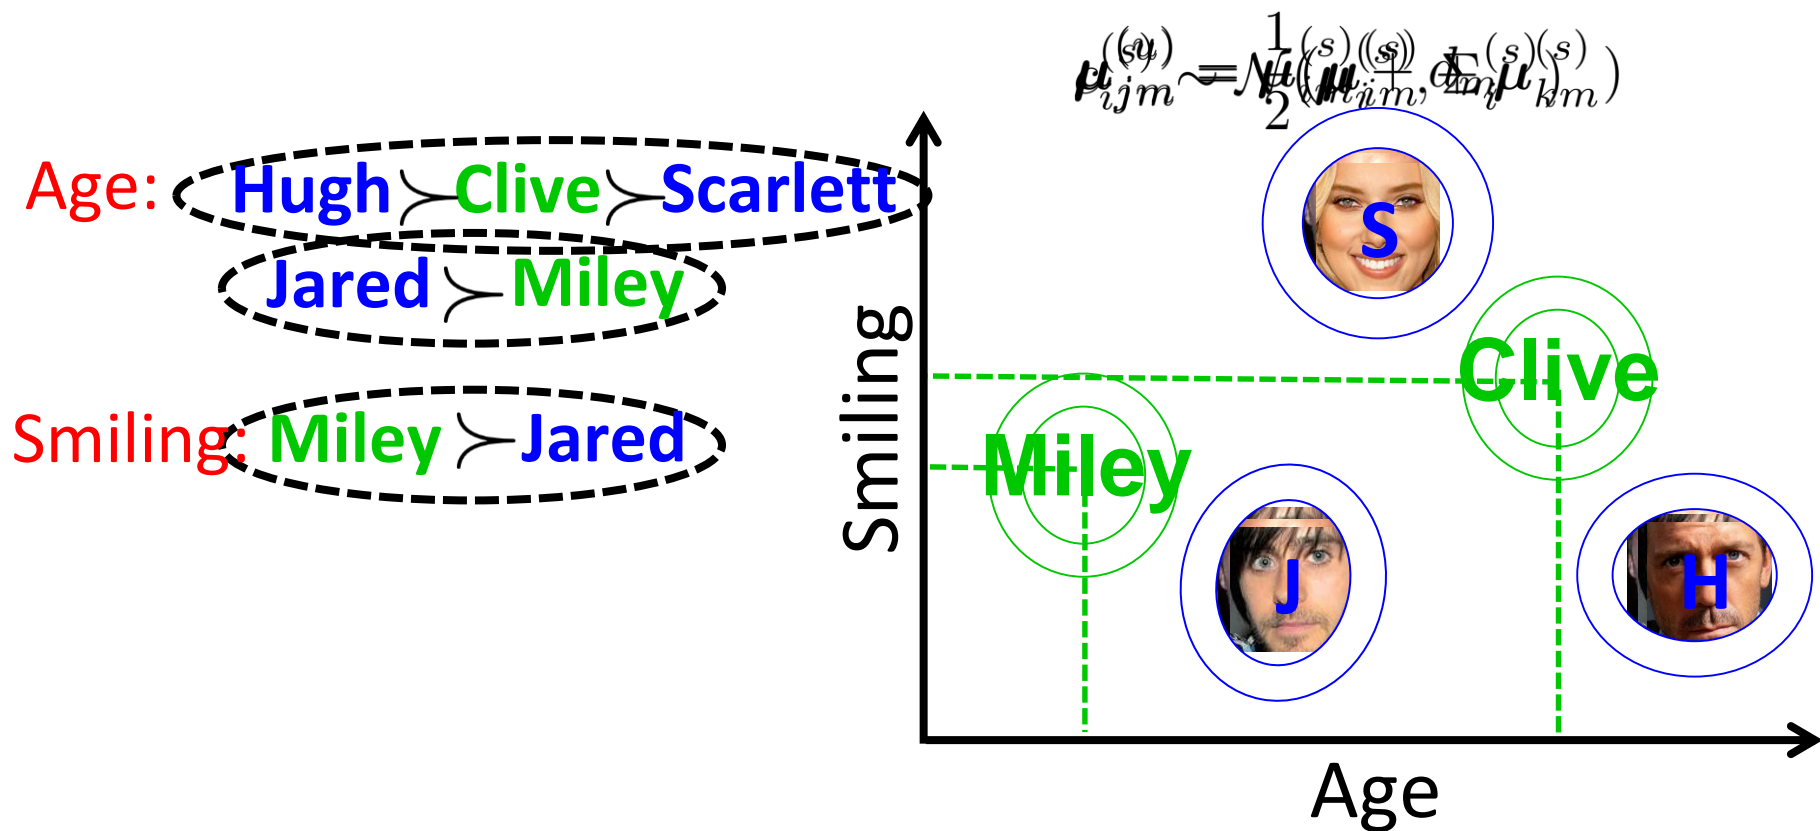 Age: Hugh ≻ Clive ≻ Scarlett
Jared ≻ Miley
Smiling: Miley ≻ Jared
Smiling
S
Clive
Miley
J
H
Age